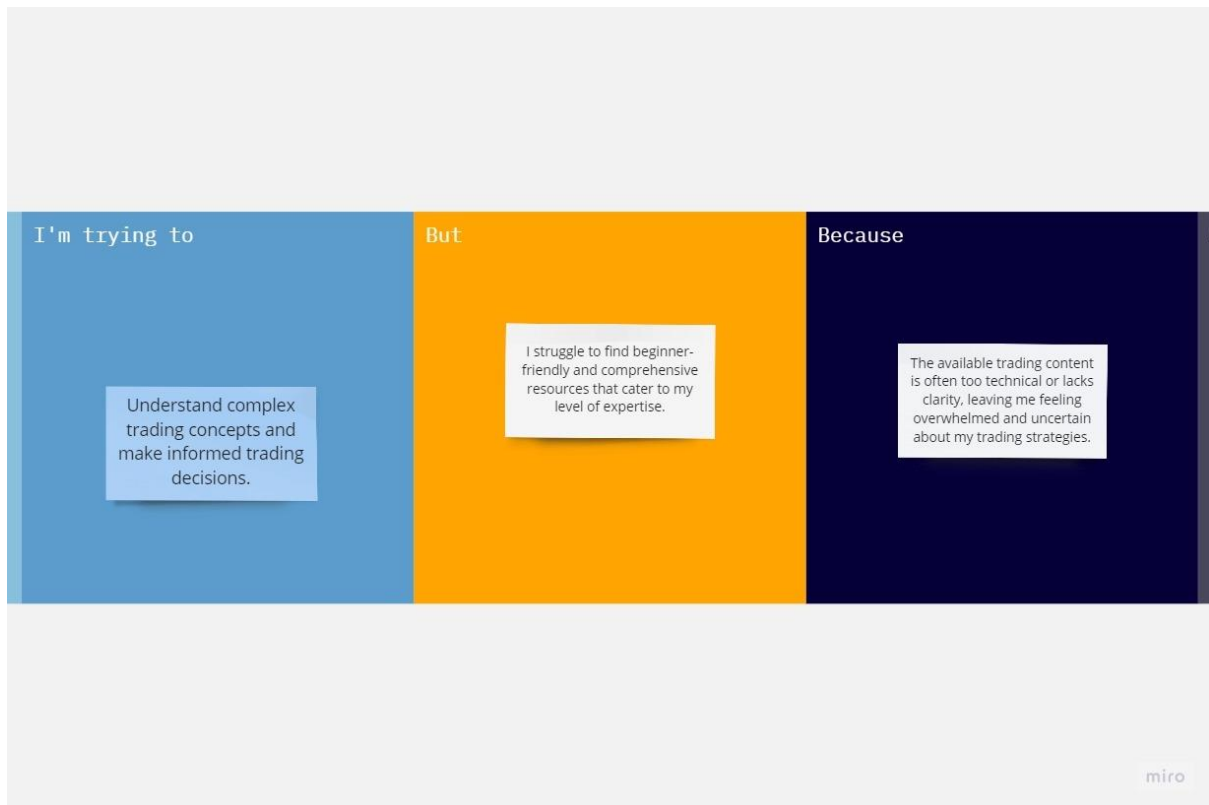 I'm trying to
Understand complex
trading concepts and
make informed trading
decisions.
But
I struggle to find beginner-
friendly and comprehensive
resources that cater to my
level of expertise.
Because
The available trading content
is often too technical or lacks
clarity, leaving me feeling
overwhelmed and uncertain
about my trading strategies.
miro